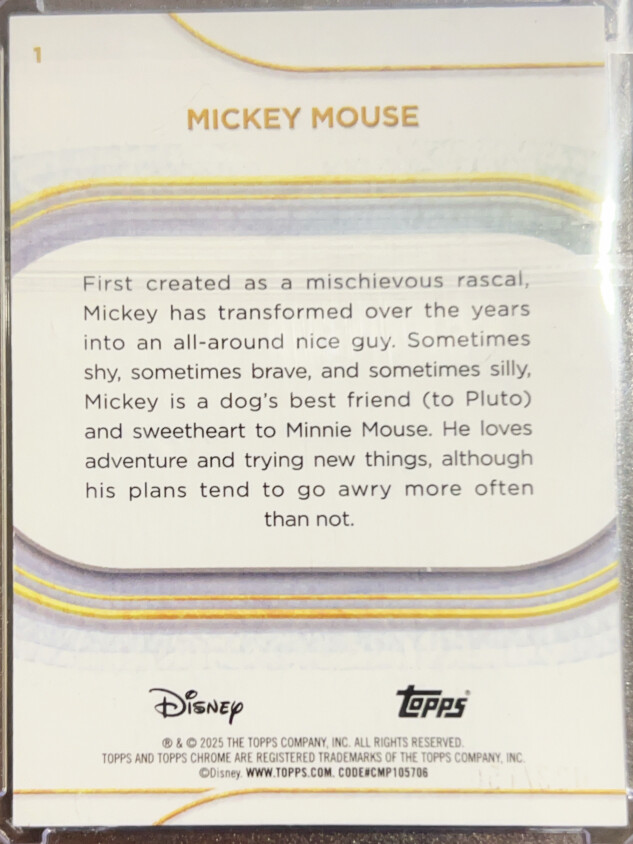 1
MICKEY MOUSE
First created as a mischievous rascal,
Mickey has transformed over the years
into an all-around nice guy. Sometimes
shy, sometimes brave, and sometimes silly,
Mickey is a dog's best friend (to Pluto)
and sweetheart to Minnie Mouse. He loves
adventure and trying new things, although
his plans tend to go awry more often
than not.
Disney topps®
® & © 2025 THE TOPPS COMPANY, INC. ALL RIGHTS RESERVED.
TOPPS AND TOPPS CHROME ARE REGISTERED TRADEMARKS OF THE TOPPS COMPANY, INC.
©Disney. WWW.TOPPS.COM. CODE#CMP105706